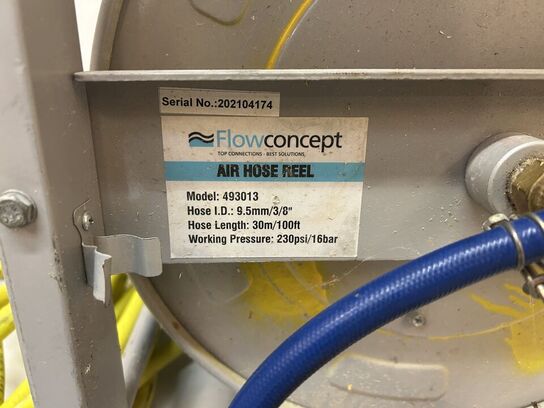 Serial No.:202104174
Flowconcept
TOP CONNECTIONS - BEST SOLUTIONS.
AIR HOSE REEL
Model: 493013
Hose I.D.: 9.5mm/3/8"
Hose Length: 30m/100ft
Working Pressure: 230psi/16bar